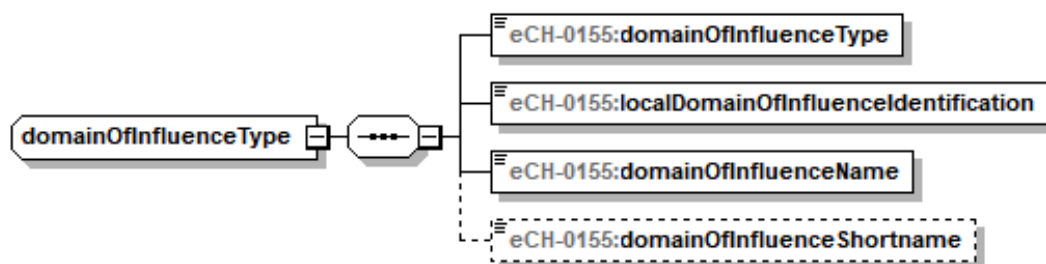 eCH-0155:domainOfInfluenceType
eCH-0155:localDomainOfInfluenceIdentification
domainOfInfluenceType
eCH-0155:domainOfInfluenceName
eCH-0155:domainOfInfluenceShortname